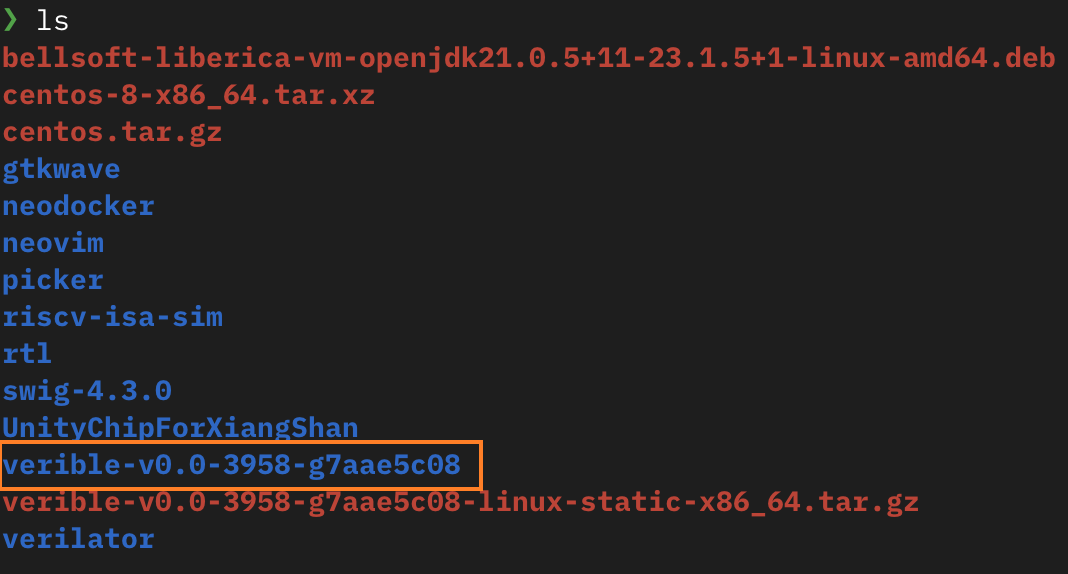 ❯ ls
bellsoft-liberica-vm-openjdk21.0.5+11-23.1.5+1-linux-amd64.deb
centos-8-x86_64.tar.xz
centos.tar.gz
gtkwave
neodocker
neovim
picker
riscv-isa-sim
rtl
swig-4.3.0
UnityChipForXiangShan
verible-v0.0-3958-g7aae5c08
verible-v0.0-3958-g7aae5c08-linux-static-x86_64.tar.gz
verilator